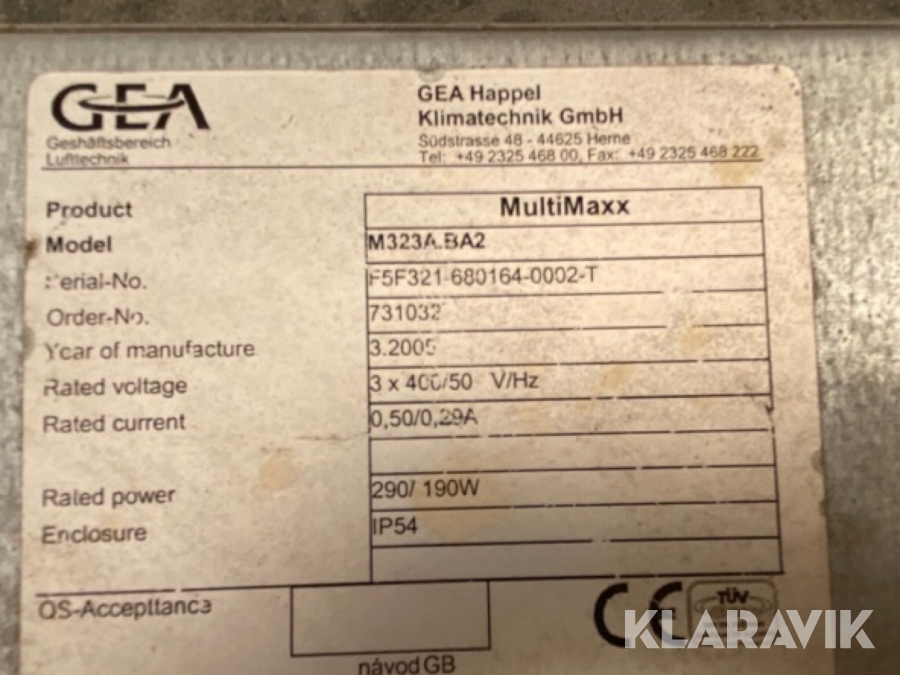 GEA
Geshäftsbereich
Lufttechnik
GEA Happel
Klimatechnik GmbH
Südstrasse 48 - 44625 Herne
Tel: +49 2325 468 00, Fax: +49 2325 468 222
Product MultiMaxx
Model M323A.BA2
Serial-No. F5F321-680164-0002-T
Order-No. 731032
Year of manufacture 3.2005
Rated voltage 3 x 400/50 V/Hz
Rated current 0,50/0,29A
Rated power 290/ 190W
Enclosure IP54
QS-Accepttance
CE TÜV
KLARAVIK
návod GB